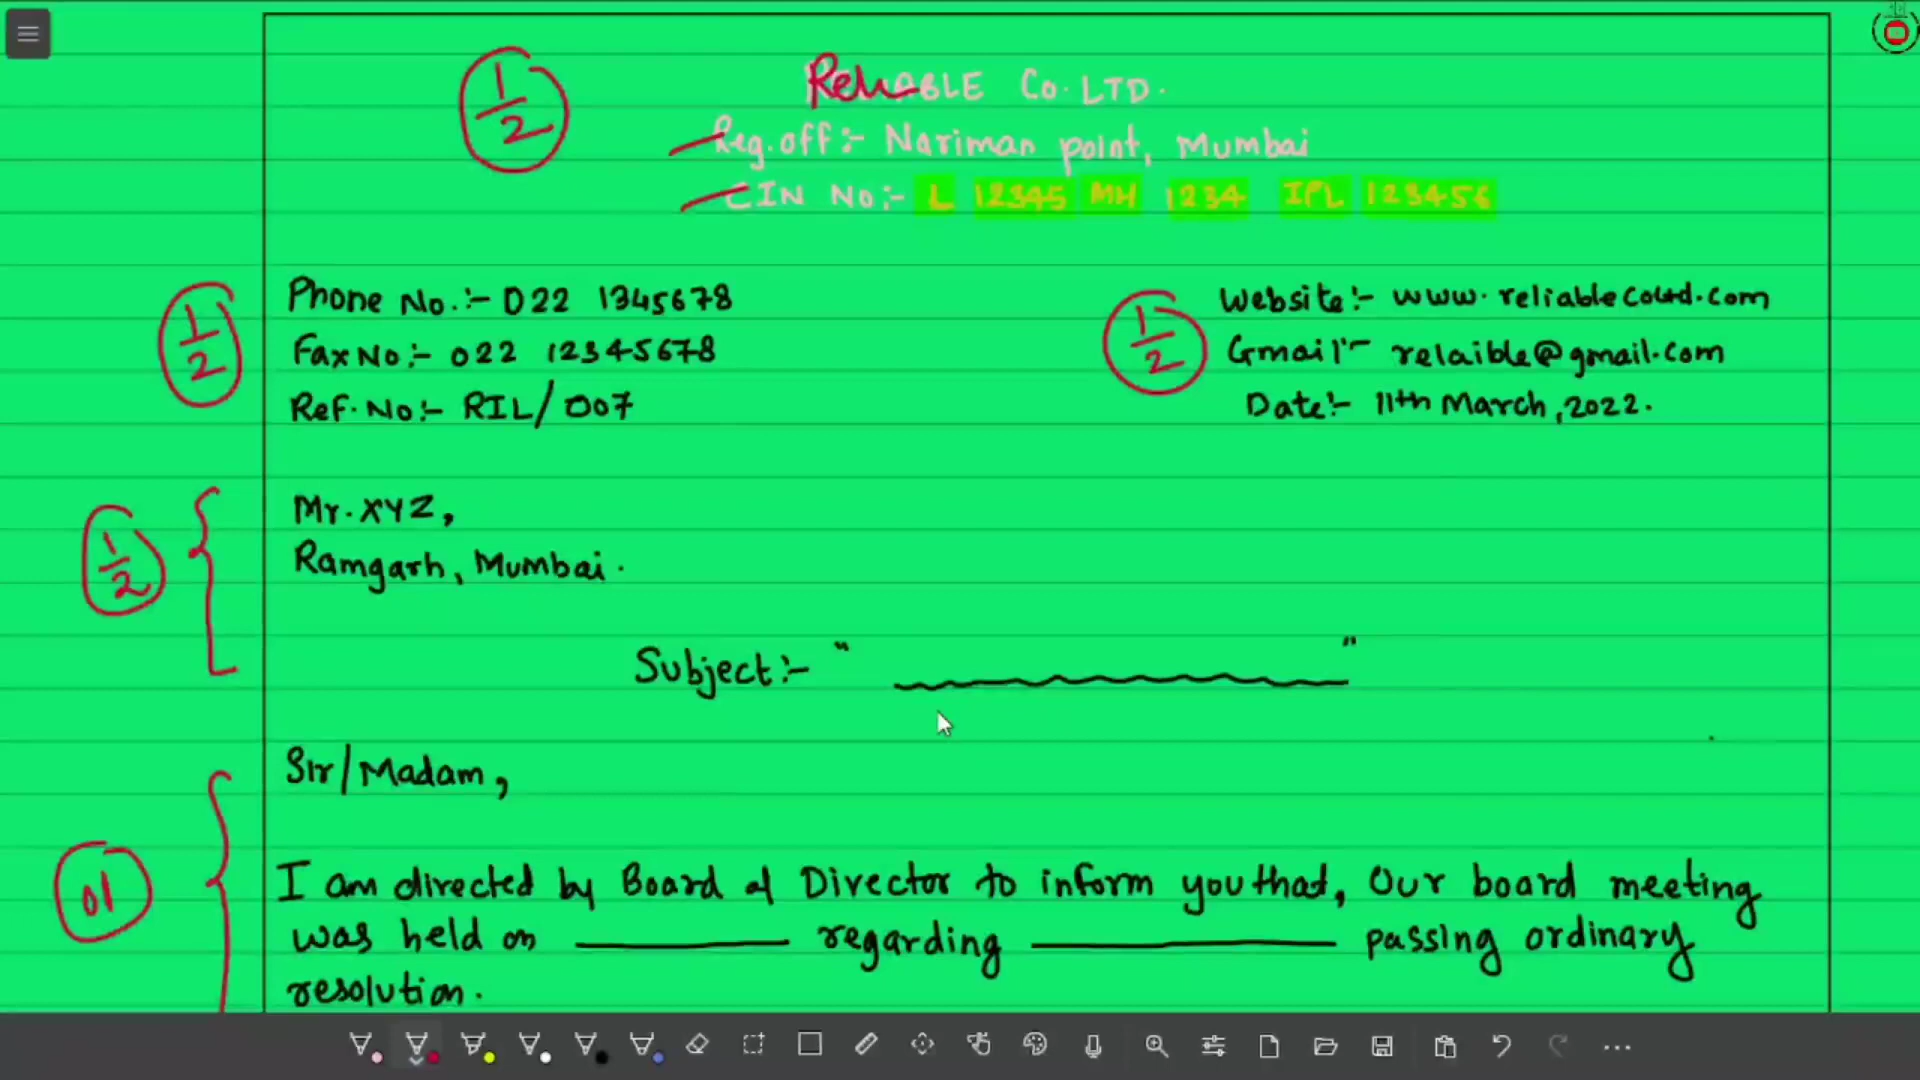 1/2
RELIABLE Co. LTD.
Reg. off :- Nariman point, Mumbai
CIN No :- L 12345 MH 1234 IPL 123456
1/2
Phone No. :- 022 1345678
Fax No :- 022 12345678
Ref. No :- RIL/007
1/2
Website :- www.reliablecoltd.com
Gmail :- relaible@gmail.com
Date :- 11th March, 2022.
1/2
Mr. XYZ,
Ramgarh, Mumbai.
Subject :- " "
Sir/Madam,
01
I am directed by Board of Director to inform you that, Our board meeting
was held on ________ regarding ________ passing ordinary
resolution.